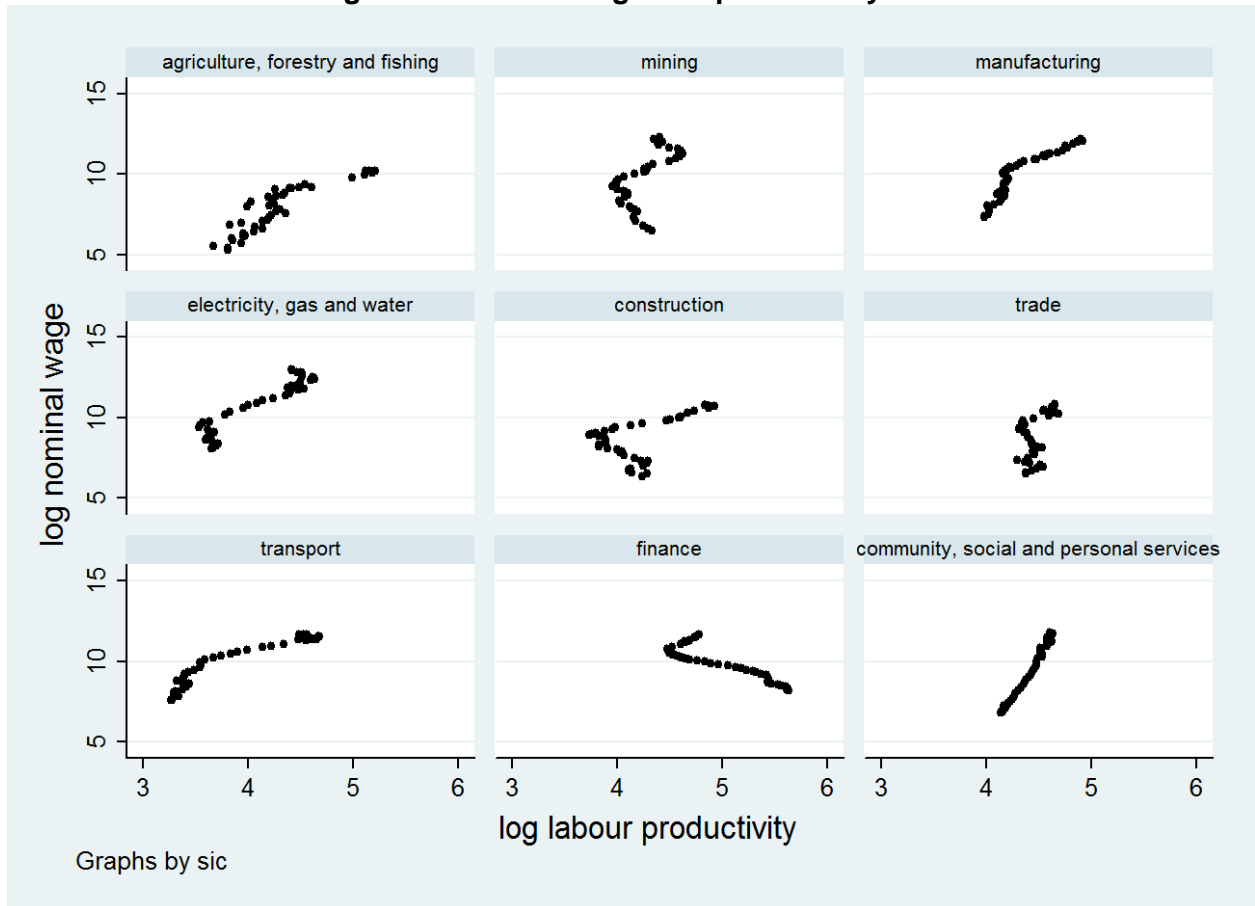 agriculture, forestry and fishing
mining
manufacturing
15
10
5
electricity, gas and water
construction
trade
15
10
5
log nominal wage
transport
finance
community, social and personal services
15
10
5
3 4 5 6 3 4 5 6 3 4 5 6
log labour productivity
Graphs by sic